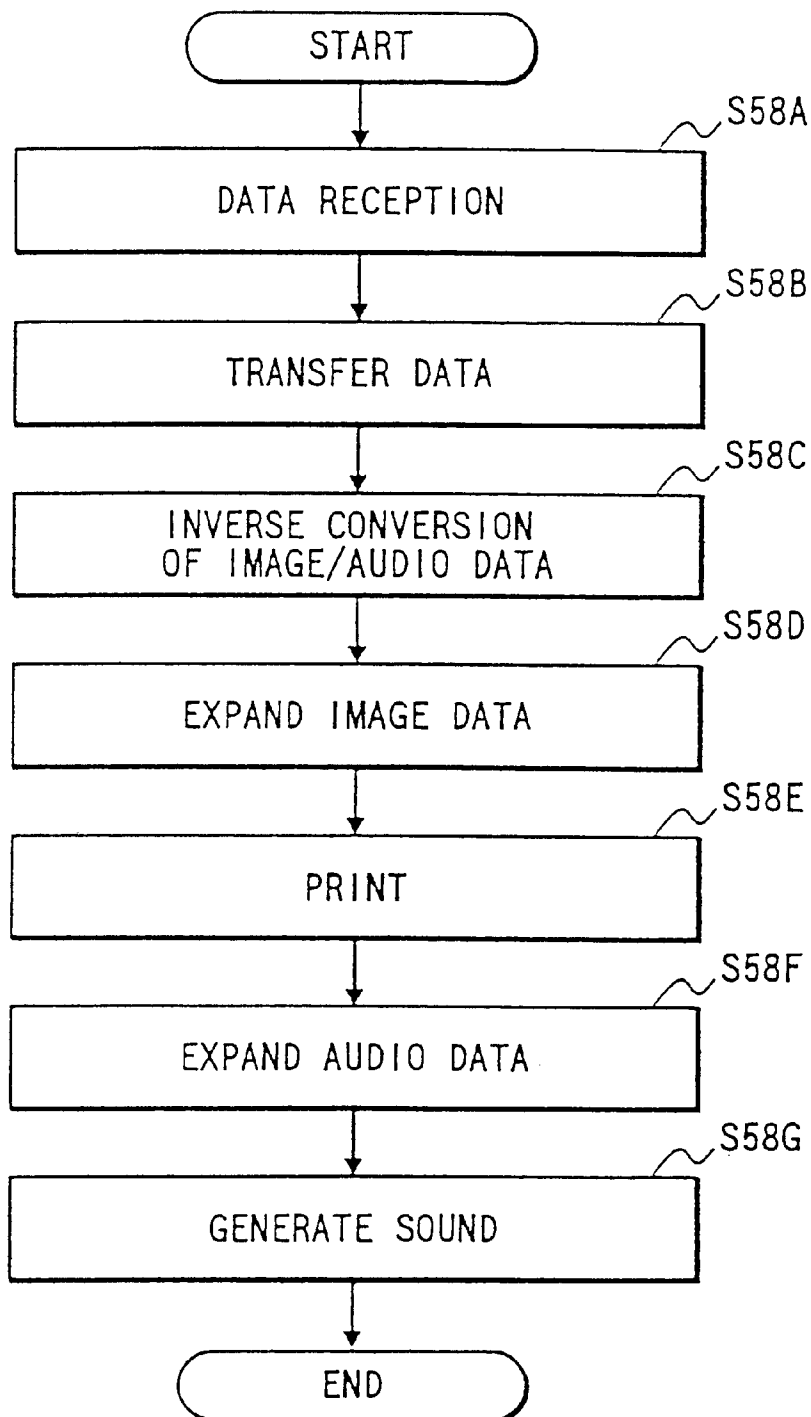 START
S58A
DATA RECEPTION
S58B
TRANSFER DATA
S58C
INVERSE CONVERSION
OF IMAGE/AUDIO DATA
S58D
EXPAND IMAGE DATA
S58E
PRINT
S58F
EXPAND AUDIO DATA
S58G
GENERATE SOUND
END